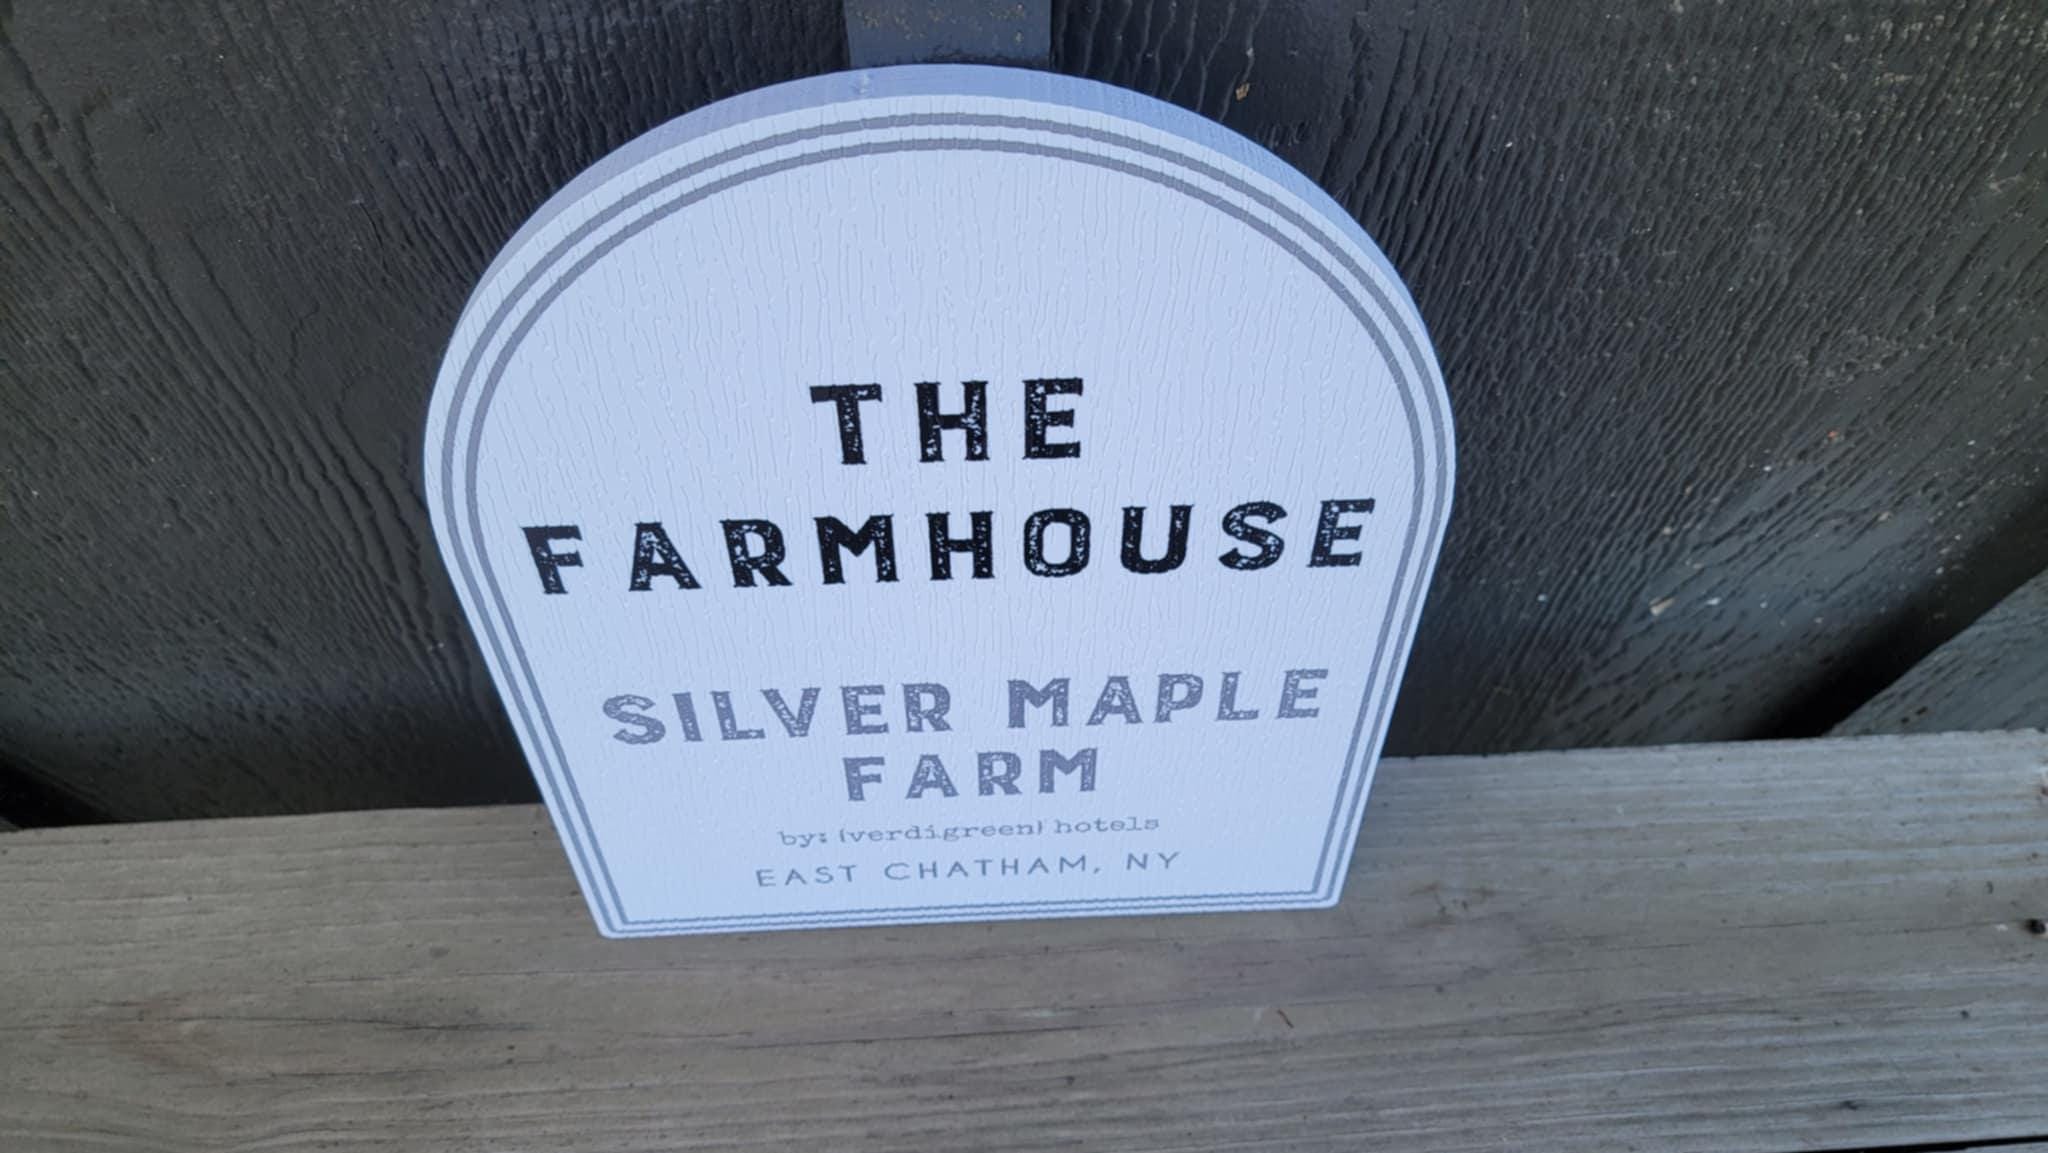 THE
FARMHOUSE
SILVER MAPLE
FARM
by: {verdigreen} hotels
EAST CHATHAM, NY